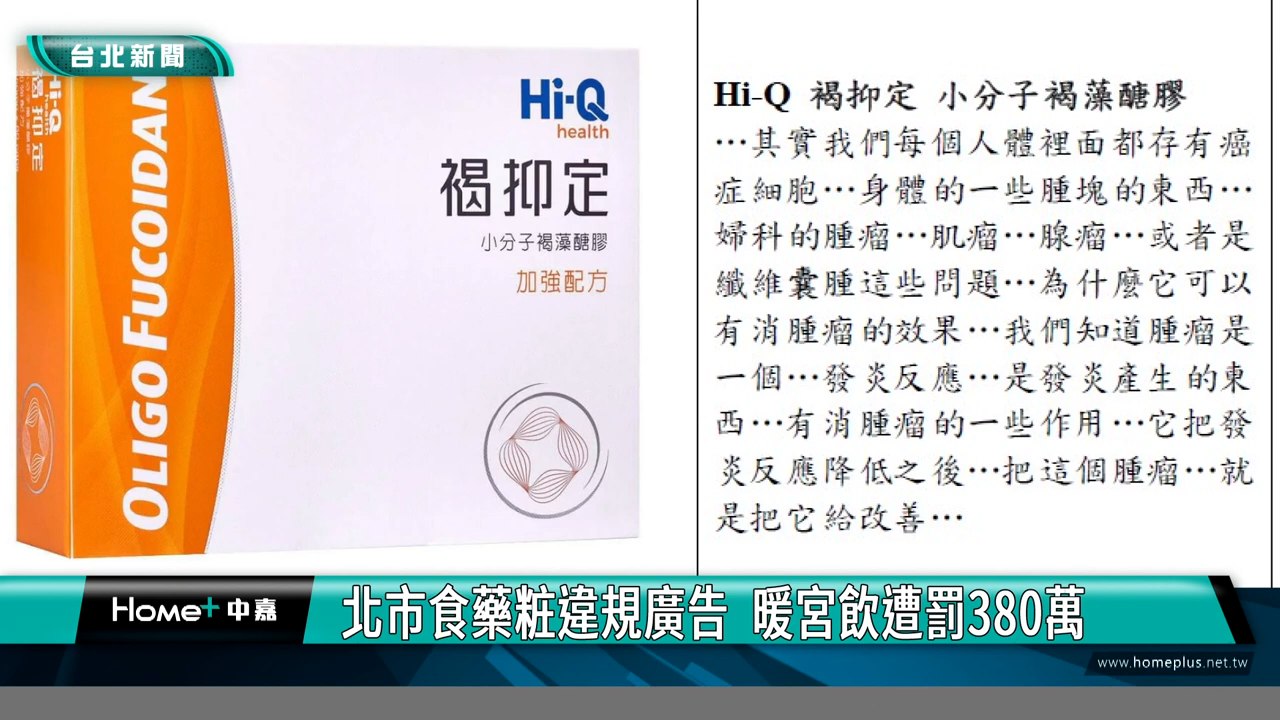 台北新聞
Hi-Q
health
褐抑定
OLIGO FUCOIDAN
Hi-Q
health
褐抑定
小分子褐藻醣膠
加強配方
Hi-Q 褐抑定 小分子褐藻醣膠
…其實我們每個人體裡面都存有癌
症細胞…身體的一些腫塊的東西…
婦科的腫瘤…肌瘤…腺瘤…或者是
纖維囊腫這些問題…為什麼它可以
有消腫瘤的效果…我們知道腫瘤是
一個…發炎反應…是發炎產生的東
西…有消腫瘤的一些作用…它把發
炎反應降低之後…把這個腫瘤…就
是把它給改善…
Home+中嘉
北市食藥粧違規廣告 暖宮飲遭罰380萬
www.homeplus.net.tw